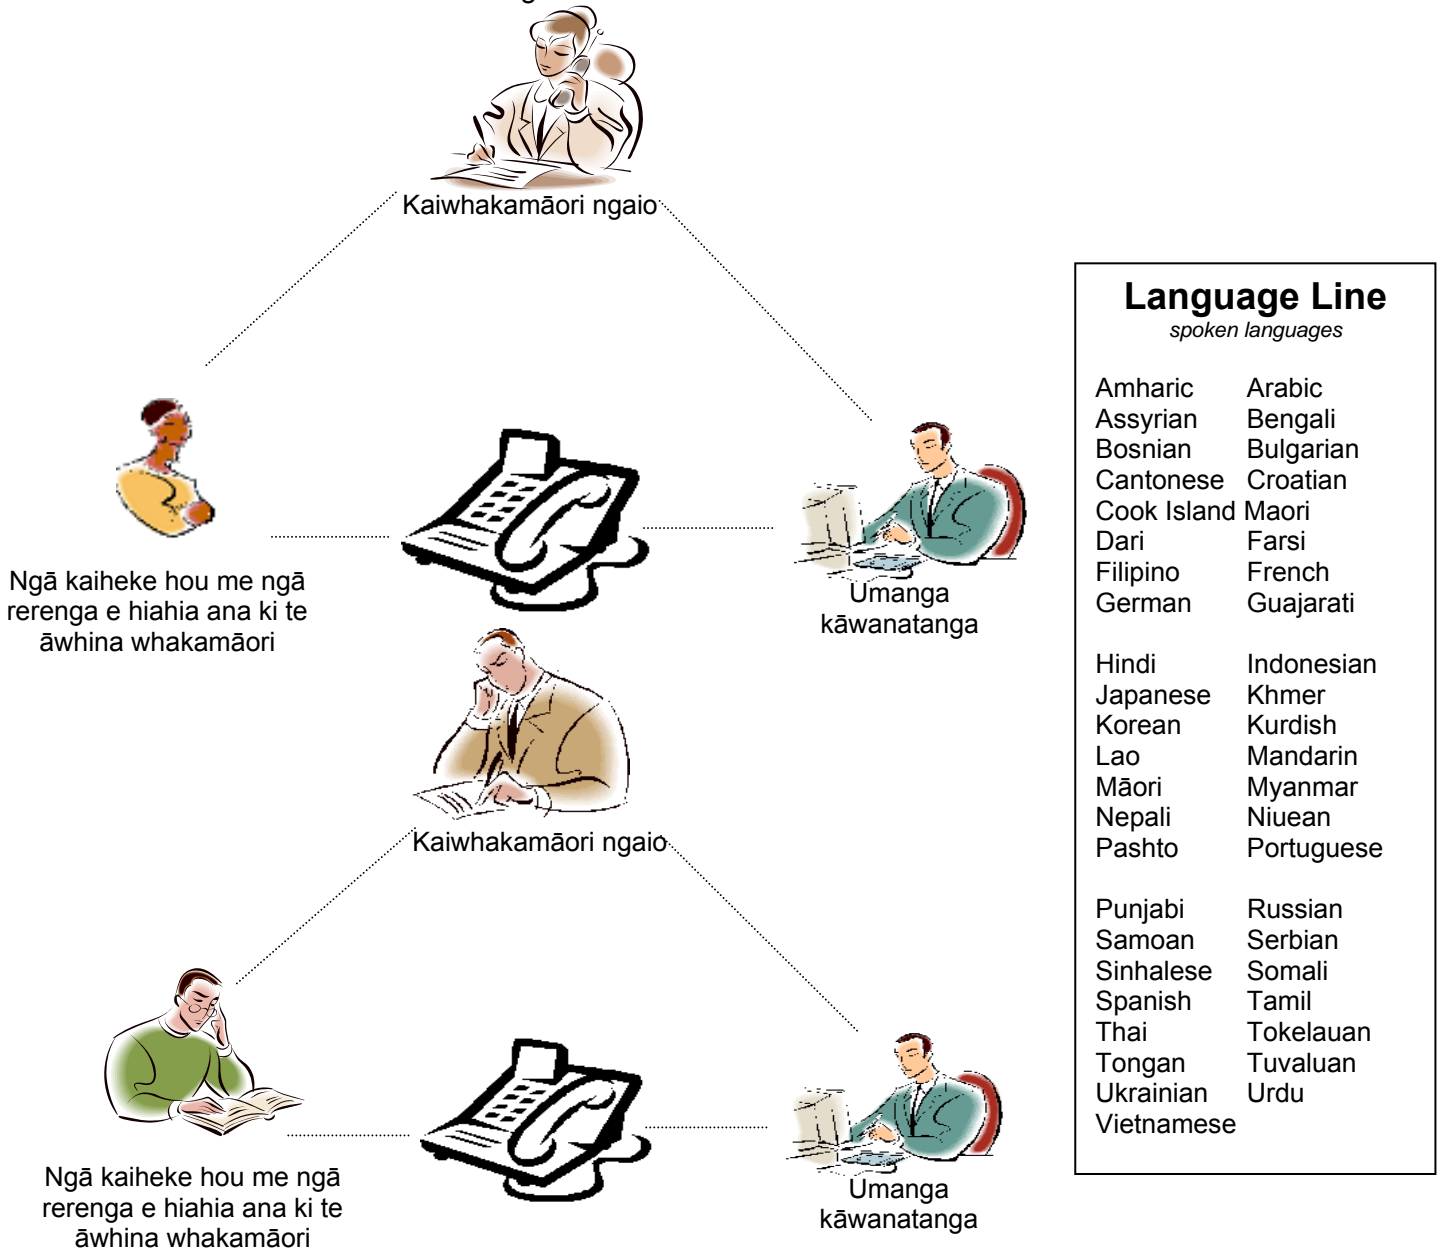 Kaiwhakamāori ngaio
Ngā kaiheke hou me ngā
rerenga e hiahia ana ki te
āwhina whakamāori
Umanga
kāwanatanga
Kaiwhakamāori ngaio
Ngā kaiheke hou me ngā
rerenga e hiahia ana ki te
āwhina whakamāori
Umanga
kāwanatanga
Language Line
spoken languages
Amharic Arabic
Assyrian Bengali
Bosnian Bulgarian
Cantonese Croatian
Cook Island Maori
Dari Farsi
Filipino French
German Guajarati
Hindi Indonesian
Japanese Khmer
Korean Kurdish
Lao Mandarin
Māori Myanmar
Nepali Niuean
Pashto Portuguese
Punjabi Russian
Samoan Serbian
Sinhalese Somali
Spanish Tamil
Thai Tokelauan
Tongan Tuvaluan
Ukrainian Urdu
Vietnamese